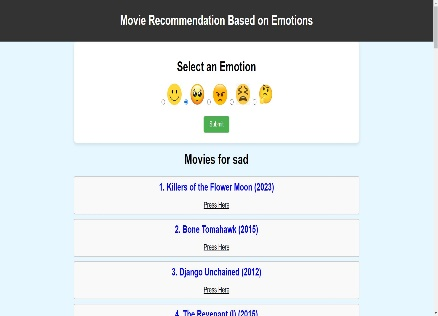 Movie Recommendation Based on Emotions
Select an Emotion
Submit
Movies for sad
1. Killers of the Flower Moon (2023)
Press Here
2. Bone Tomahawk (2015)
Press Here
3. Django Unchained (2012)
Press Here
4. The Revenant (I) (2015)